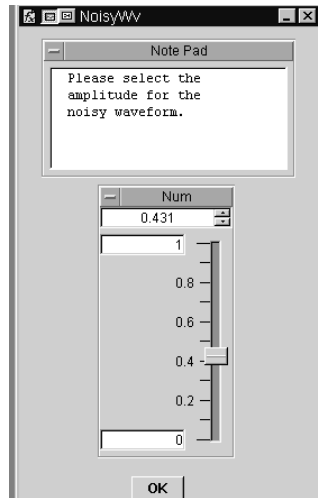 NoisyWv
Note Pad
Please select the
amplitude for the
noisy waveform.
Num
0.431
1
0.8
0.6
0.4
0.2
0
OK